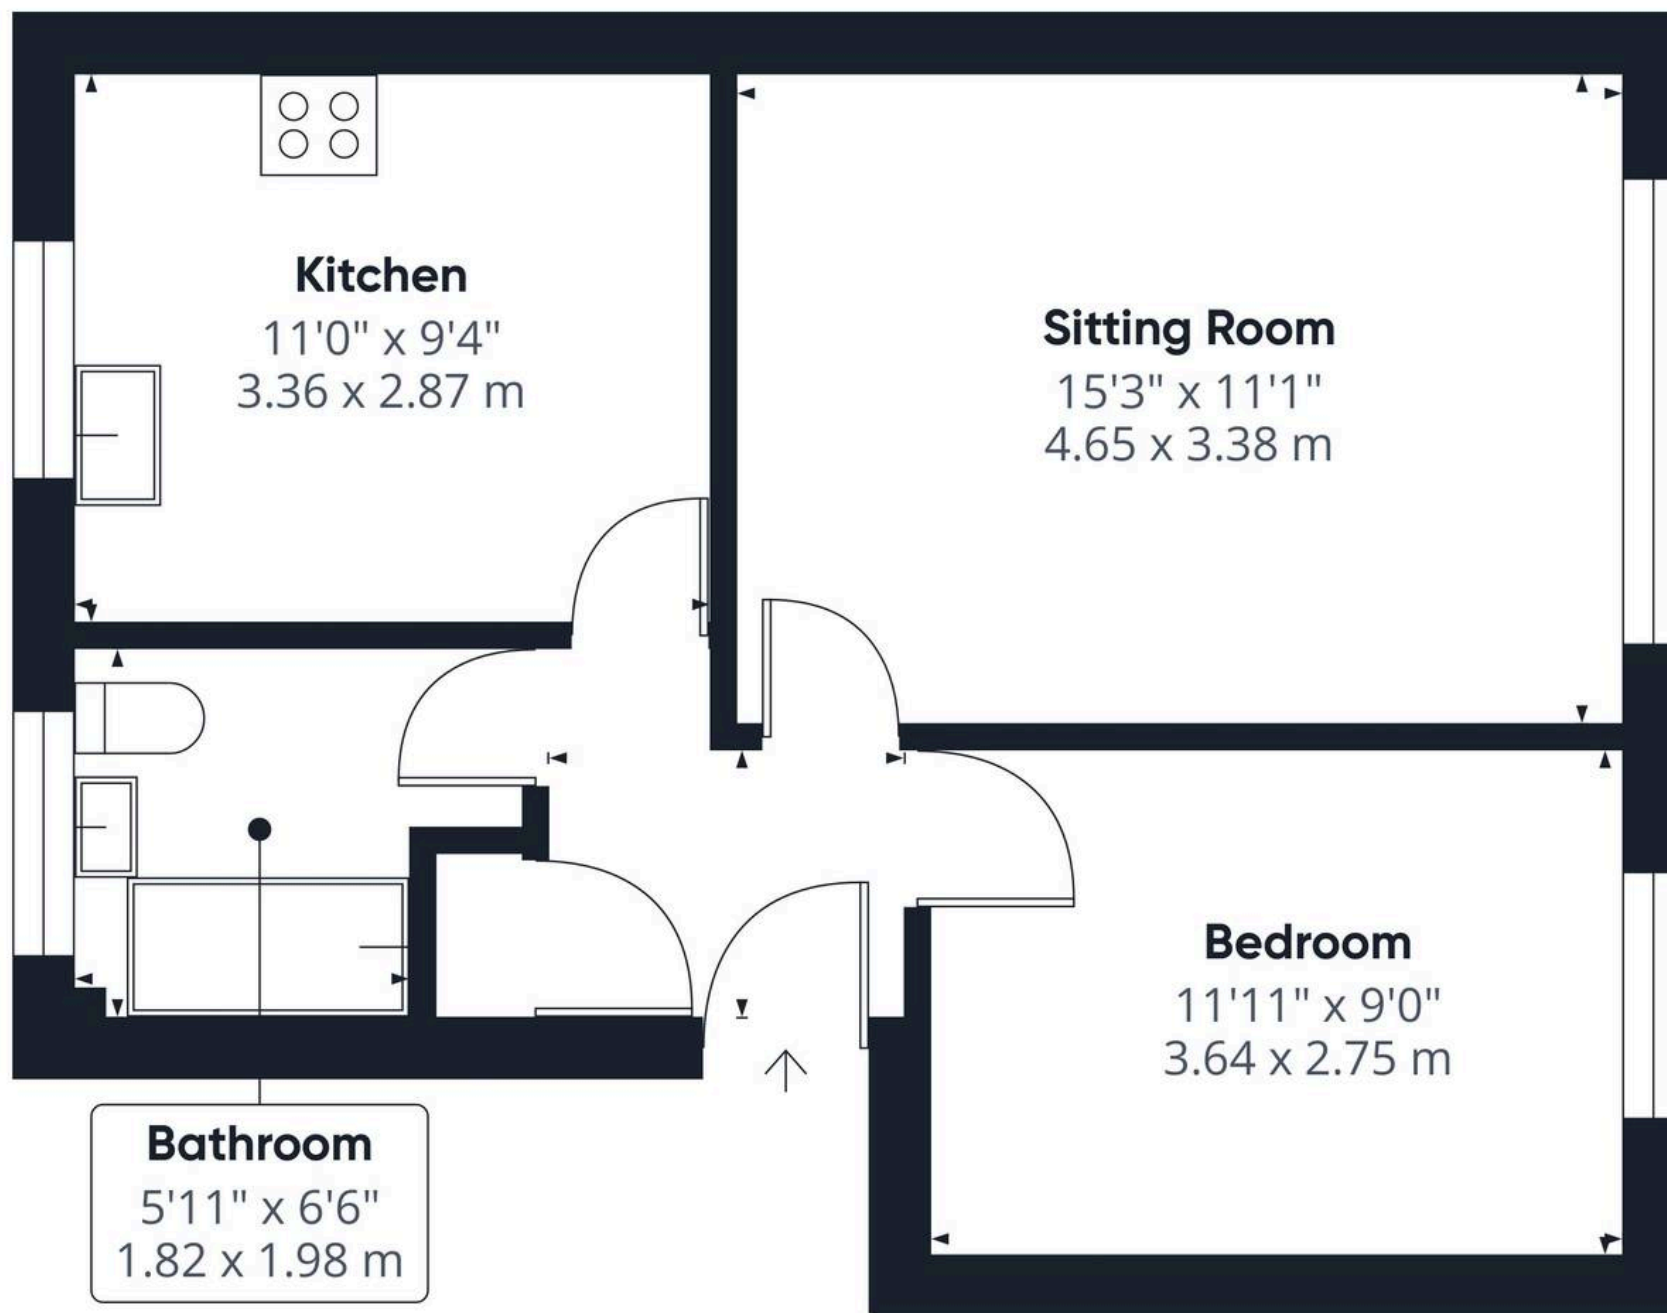 Kitchen
11'0" x 9'4"
3.36 x 2.87 m
Sitting Room
15'3" x 11'1"
4.65 x 3.38 m
Bedroom
11'11" x 9'0"
3.64 x 2.75 m
Bathroom
5'11" x 6'6"
1.82 x 1.98 m